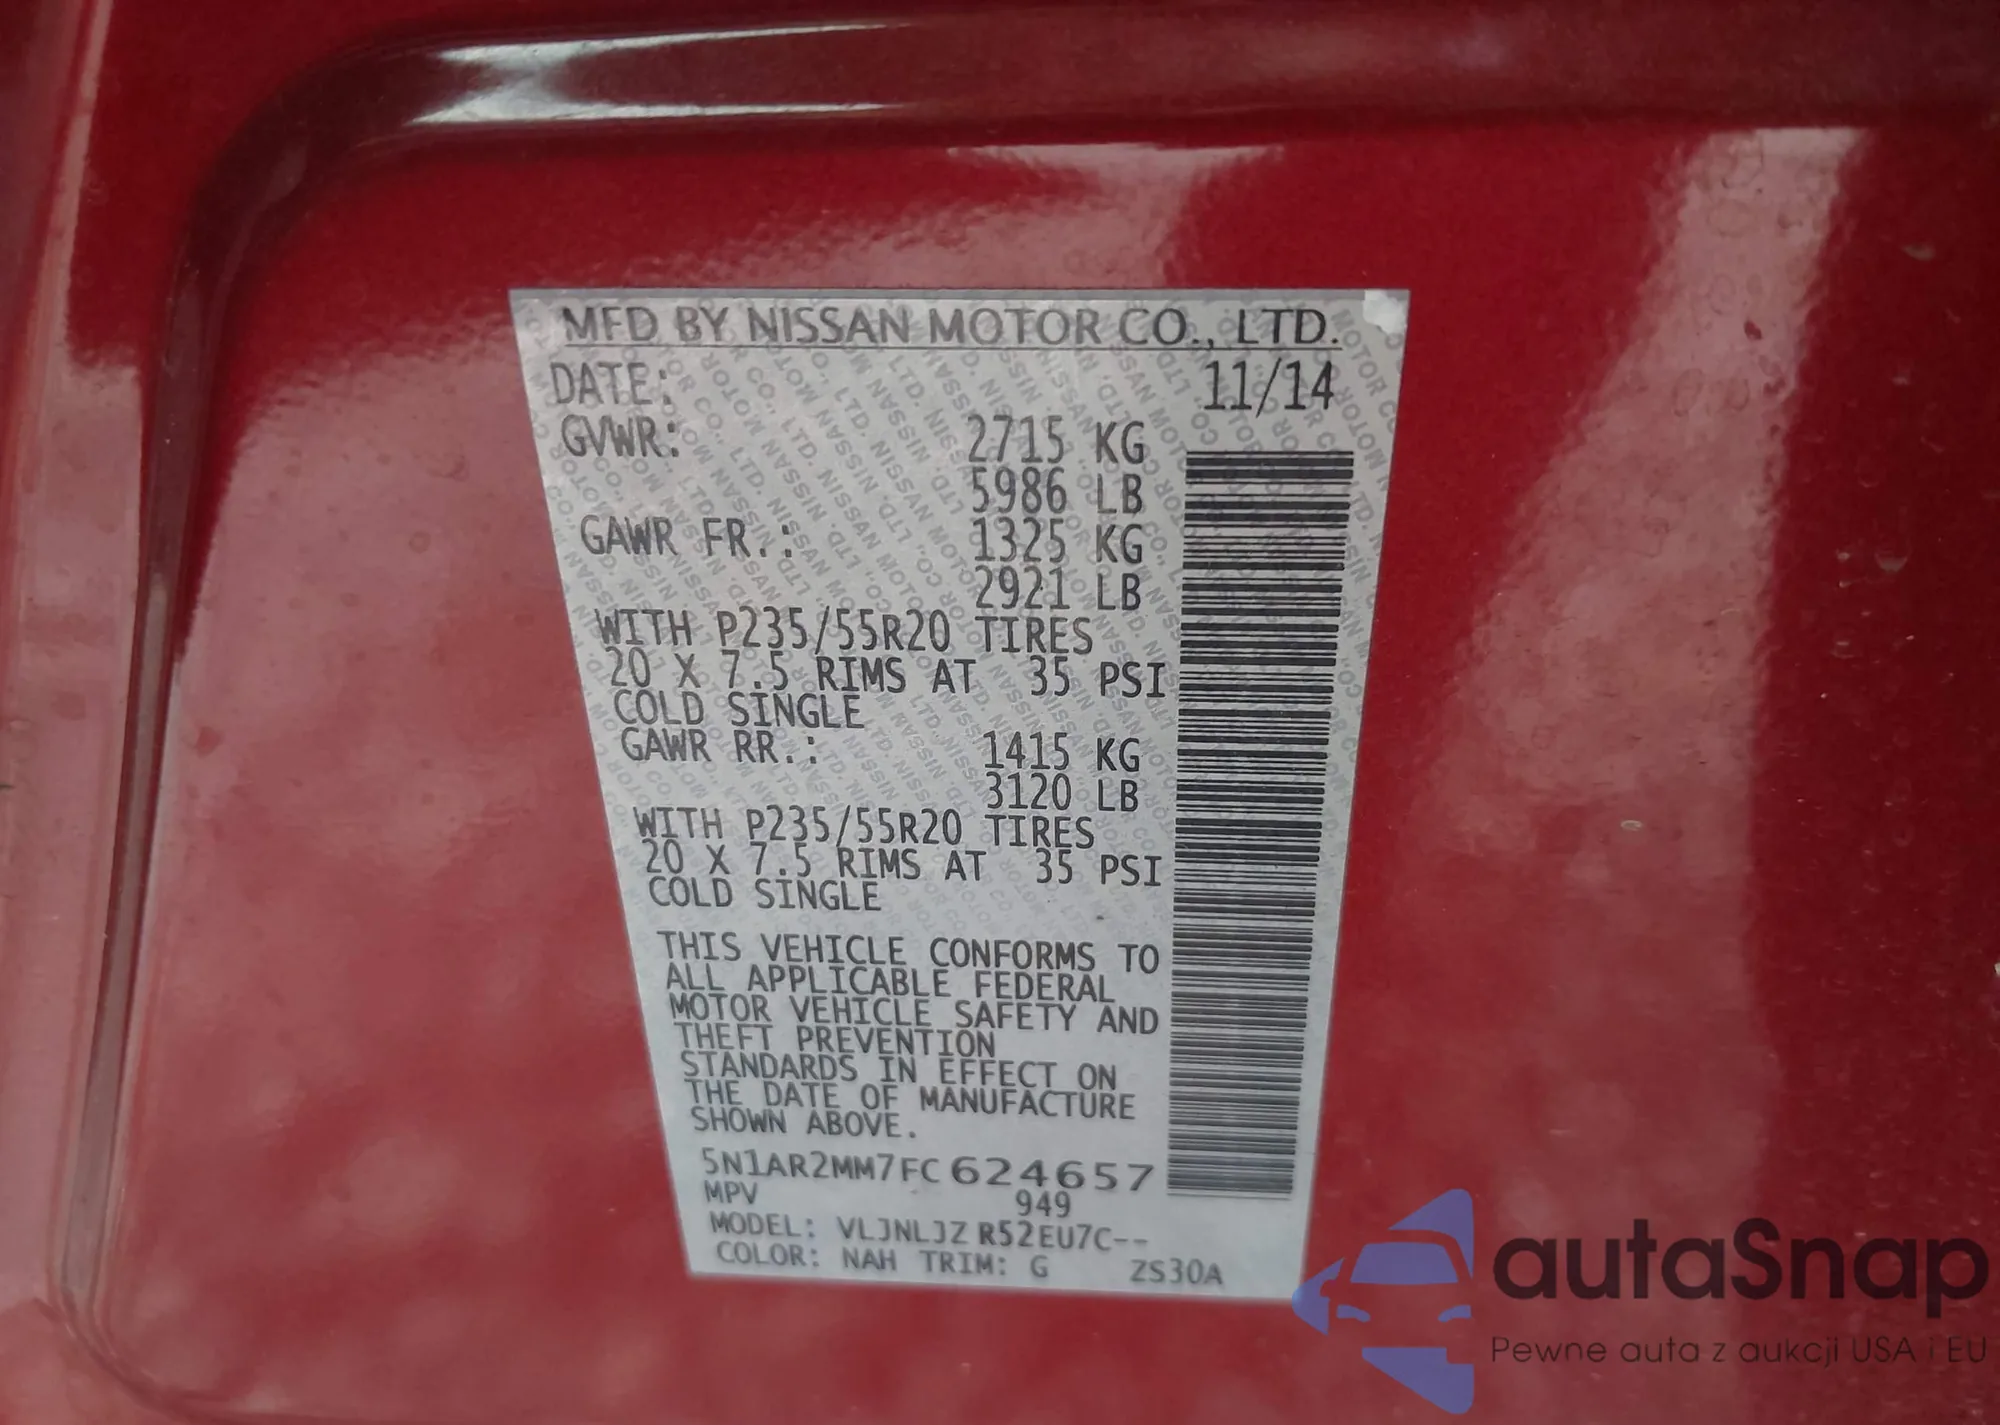 MFD BY NISSAN MOTOR CO., LTD.
DATE: 11/14
GVWR: 2715 KG
5986 LB
GAWR FR.: 1325 KG
2921 LB
WITH P235/55R20 TIRES
20 X 7.5 RIMS AT 35 PSI
COLD SINGLE
GAWR RR.: 1415 KG
3120 LB
WITH P235/55R20 TIRES
20 X 7.5 RIMS AT 35 PSI
COLD SINGLE
THIS VEHICLE CONFORMS TO
ALL APPLICABLE FEDERAL
MOTOR VEHICLE SAFETY AND
THEFT PREVENTION
STANDARDS IN EFFECT ON
THE DATE OF MANUFACTURE
SHOWN ABOVE.
5N1AR2MM7FC624657
MPV 949
MODEL: VLJNLJZ R52EU7C--
COLOR: NAH TRIM: G ZS30A
autaSnap
Pewne auta z aukcji USA i EU